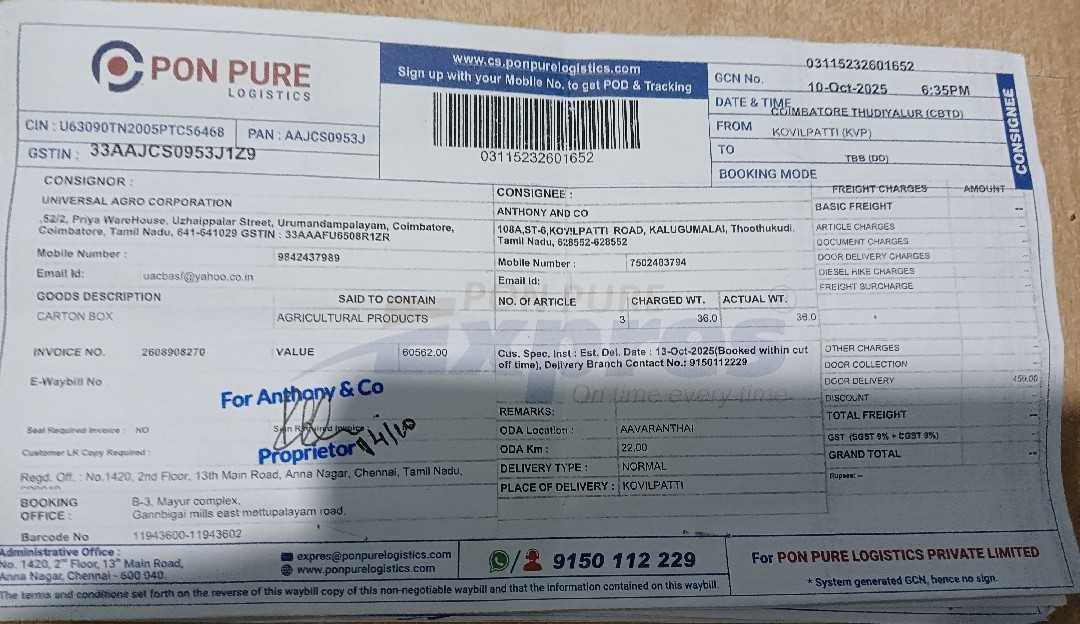 PON PURE
LOGISTICS
CIN : U63090TN2005PTC56468
PAN : AAJCS0953J
GSTIN : 33AAJCS0953J1Z9
www.cs.ponpurelogistics.com
Sign up with your Mobile No. to get POD & Tracking
03115232601652
GCN No. 03115232601652
DATE & TIME 10-Oct-2025 6:35PM
FROM COIMBATORE THUDIYALUR (CBTD)
TO KOVILPATTI (KVP)
BOOKING MODE TBB (DD)
CONSIGNEE
CONSIGNOR :
UNIVERSAL AGRO CORPORATION
52/2, Priya WareHouse, Uzhaippalar Street, Urumandampalayam, Coimbatore,
Coimbatore, Tamil Nadu, 641-641029 GSTIN : 33AAAFU6508R1ZR
Mobile Number : 9842437989
Email Id: uacbasf@yahoo.co.in
CONSIGNEE :
ANTHONY AND CO
108A,ST-6,KOVILPATTI ROAD, KALUGUMALAI, Thoothukudi,
Tamil Nadu, 628552-628552
Mobile Number : 7502483794
Email Id:
GOODS DESCRIPTION SAID TO CONTAIN
CARTON BOX AGRICULTURAL PRODUCTS
NO. Of ARTICLE CHARGED WT. ACTUAL WT.
3 36.0 36.0
INVOICE NO. 2608908270 VALUE 60562.00
E-Waybill No
Cus. Spec. Inst : Est. Del. Date : 13-Oct-2025(Booked within cut
off time), Delivery Branch Contact No.: 9150112229
PON PURE
Expres
On time every time
For Anthony & Co
Seal Required Invoice : NO
Sign Required Invoice
Proprietor
Customer LR Copy Required :
REMARKS:
ODA Location : AAVARANTHAI
ODA Km : 22.00
DELIVERY TYPE : NORMAL
PLACE OF DELIVERY : KOVILPATTI
FREIGHT CHARGES AMOUNT
BASIC FREIGHT --
ARTICLE CHARGES
DOCUMENT CHARGES
DOOR DELIVERY CHARGES
DIESEL HIKE CHARGES
FREIGHT SURCHARGE
OTHER CHARGES
DOOR COLLECTION
DOOR DELIVERY 450.00
DISCOUNT
TOTAL FREIGHT --
GST (SGST 9% + CGST 9%)
GRAND TOTAL --
Rupees: --
Regd. Off. : No.1420, 2nd Floor, 13th Main Road, Anna Nagar, Chennai, Tamil Nadu,
BOOKING
OFFICE :
B-3, Mayur complex,
Gannbigai mills east mettupalayam road,
Barcode No 11943600-11943602
Administrative Office :
No. 1420, 2nd Floor, 13th Main Road,
Anna Nagar, Chennai - 600 040.
expres@ponpurelogistics.com
www.ponpurelogistics.com
9150 112 229
For PON PURE LOGISTICS PRIVATE LIMITED
* System generated GCN, hence no sign.
The terms and conditions set forth on the reverse of this waybill copy of this non-negotiable waybill and that the information contained on this waybill.